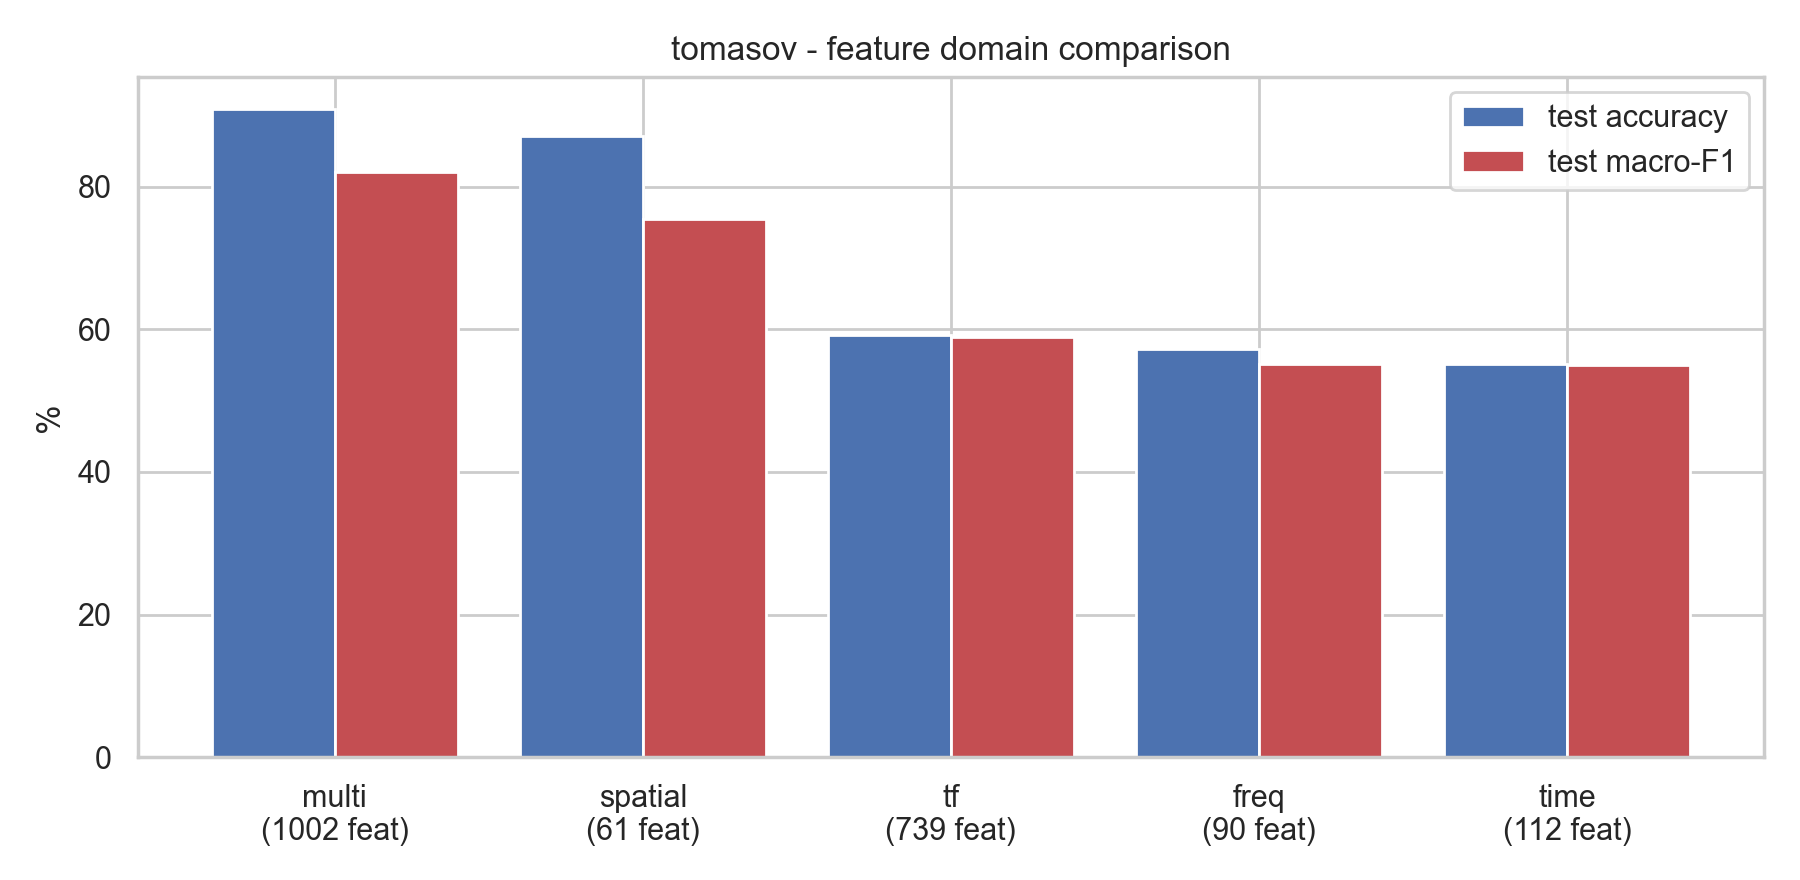 tomasov - feature domain comparison
test accuracy
test macro-F1
%
80
60
40
20
0
multi
(1002 feat)
spatial
(61 feat)
tf
(739 feat)
freq
(90 feat)
time
(112 feat)